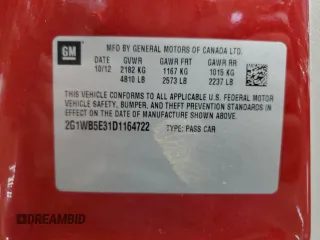 GM
MFD BY GENERAL MOTORS OF CANADA LTD.
DATE GVWR GAWR FRT GAWR RR
10/12 2182 KG 1167 KG 1015 KG
4810 LB 2573 LB 2237 LB
THIS VEHICLE CONFORMS TO ALL APPLICABLE U.S. FEDERAL MOTOR
VEHICLE SAFETY, BUMPER, AND THEFT PREVENTION STANDARDS IN
EFFECT ON THE DATE OF MANUFACTURE SHOWN ABOVE.
2G1WB5E31D1164722 TYPE: PASS CAR
DREAMBID